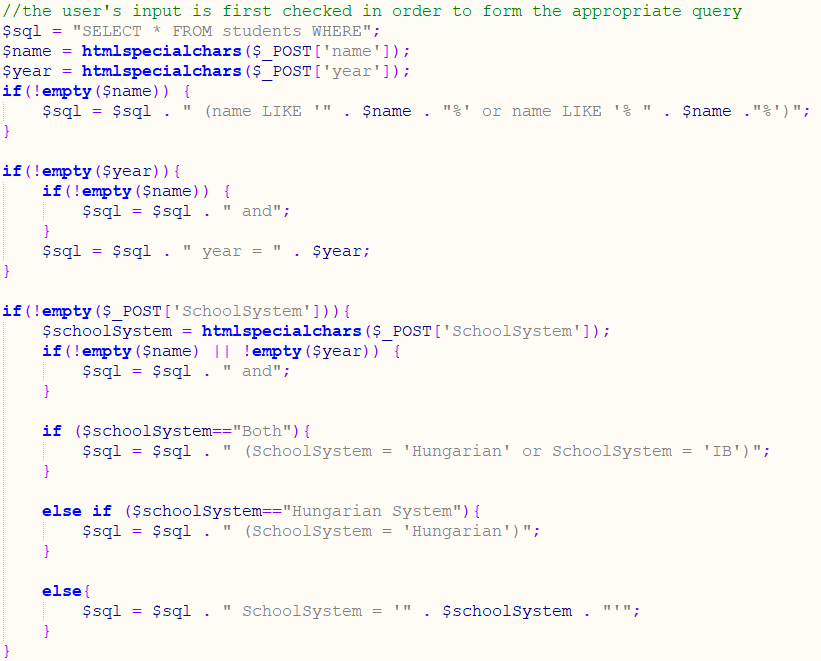 //the user's input is first checked in order to form the appropriate query
$sql = "SELECT * FROM students WHERE";
$name = htmlspecialchars($_POST['name']);
$year = htmlspecialchars($_POST['year']);
if(!empty($name)) {
    $sql = $sql . " (name LIKE '" . $name . "%' or name LIKE '% " . $name ."%')";
}

if(!empty($year)){
    if(!empty($name)) {
        $sql = $sql . " and";
    }
    $sql = $sql . " year = " . $year;
}

if(!empty($_POST['SchoolSystem'])){
    $schoolSystem = htmlspecialchars($_POST['SchoolSystem']);
    if(!empty($name) || !empty($year)) {
        $sql = $sql . " and";
    }

    if ($schoolSystem=="Both"){
        $sql = $sql . " (SchoolSystem = 'Hungarian' or SchoolSystem = 'IB')";
    }

    else if ($schoolSystem=="Hungarian System"){
        $sql = $sql . " (SchoolSystem = 'Hungarian')";
    }

    else{
        $sql = $sql . " SchoolSystem = '" . $schoolSystem . "'";
    }
}